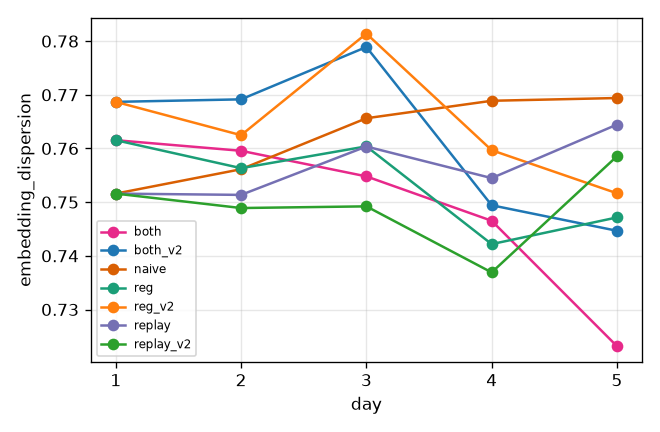 0.78
0.77
0.76
0.75
0.74
0.73
embedding_dispersion
both
both_v2
naive
reg
reg_v2
replay
replay_v2
1 2 3 4 5
day